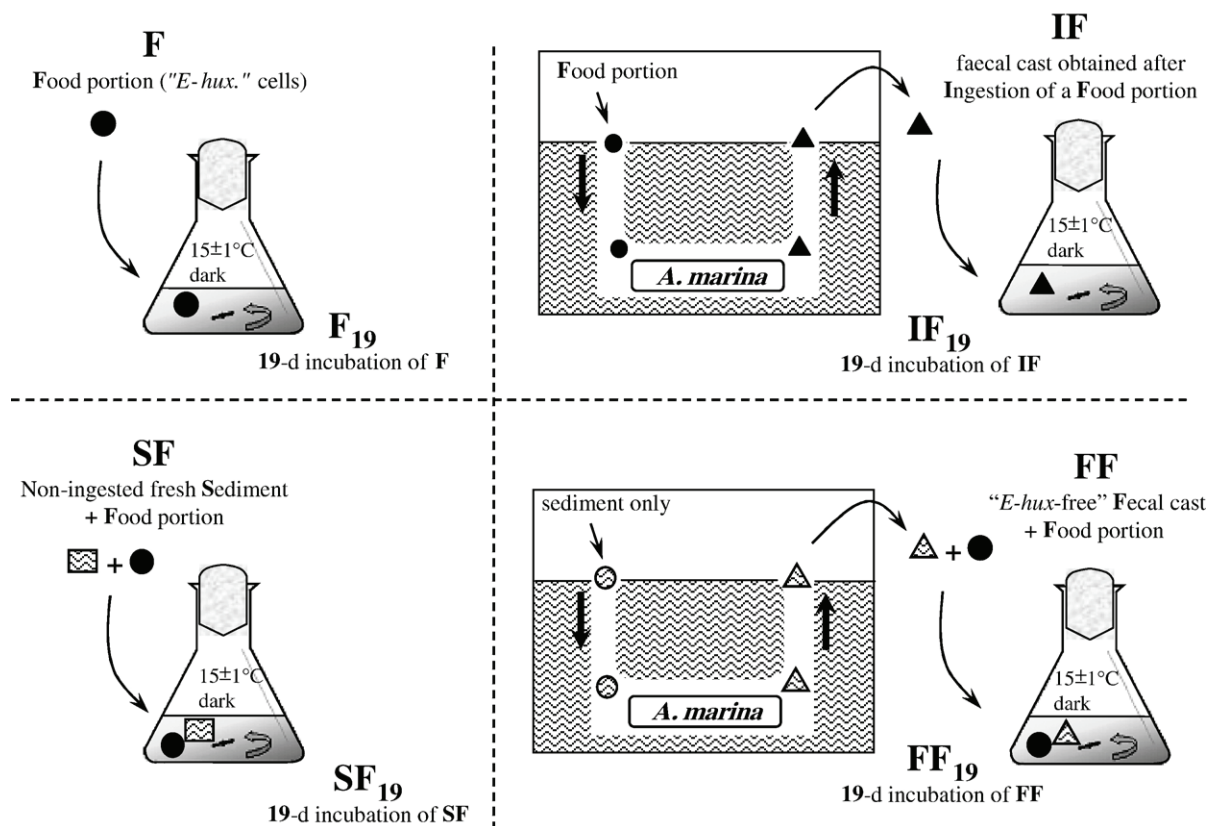 F
Food portion ("E-hux." cells)
15±1°C
dark
F19
19-d incubation of F
Food portion
A. marina
IF
faecal cast obtained after
Ingestion of a Food portion
15±1°C
dark
IF19
19-d incubation of IF
SF
Non-ingested fresh Sediment
+ Food portion
+
15±1°C
dark
SF19
19-d incubation of SF
sediment only
A. marina
FF
“E-hux-free” Fecal cast
+ Food portion
+
15±1°C
dark
FF19
19-d incubation of FF